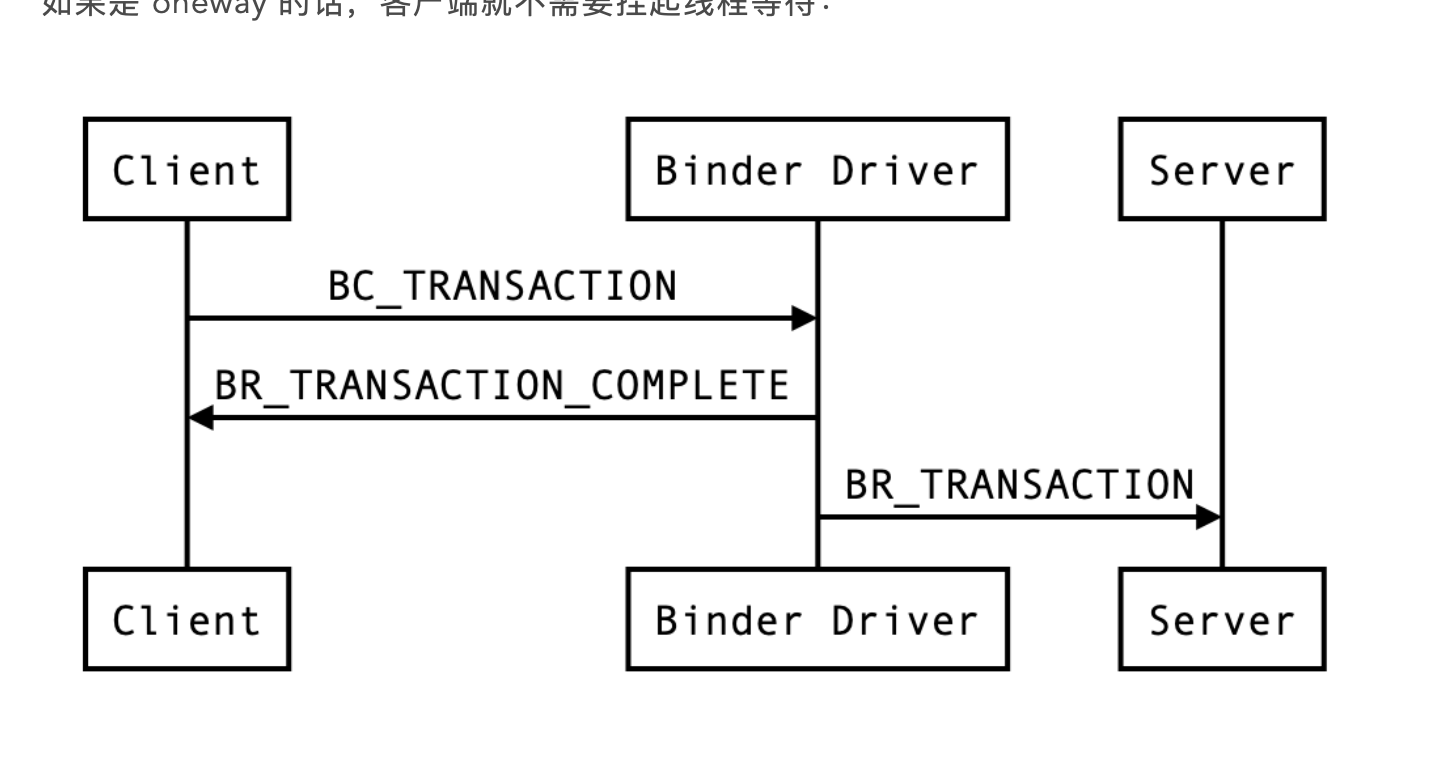 如果是 oneway 的话，客户端就不需要挂起线程等待：
Client Binder Driver Server
BC_TRANSACTION
BR_TRANSACTION_COMPLETE
BR_TRANSACTION
Client Binder Driver Server